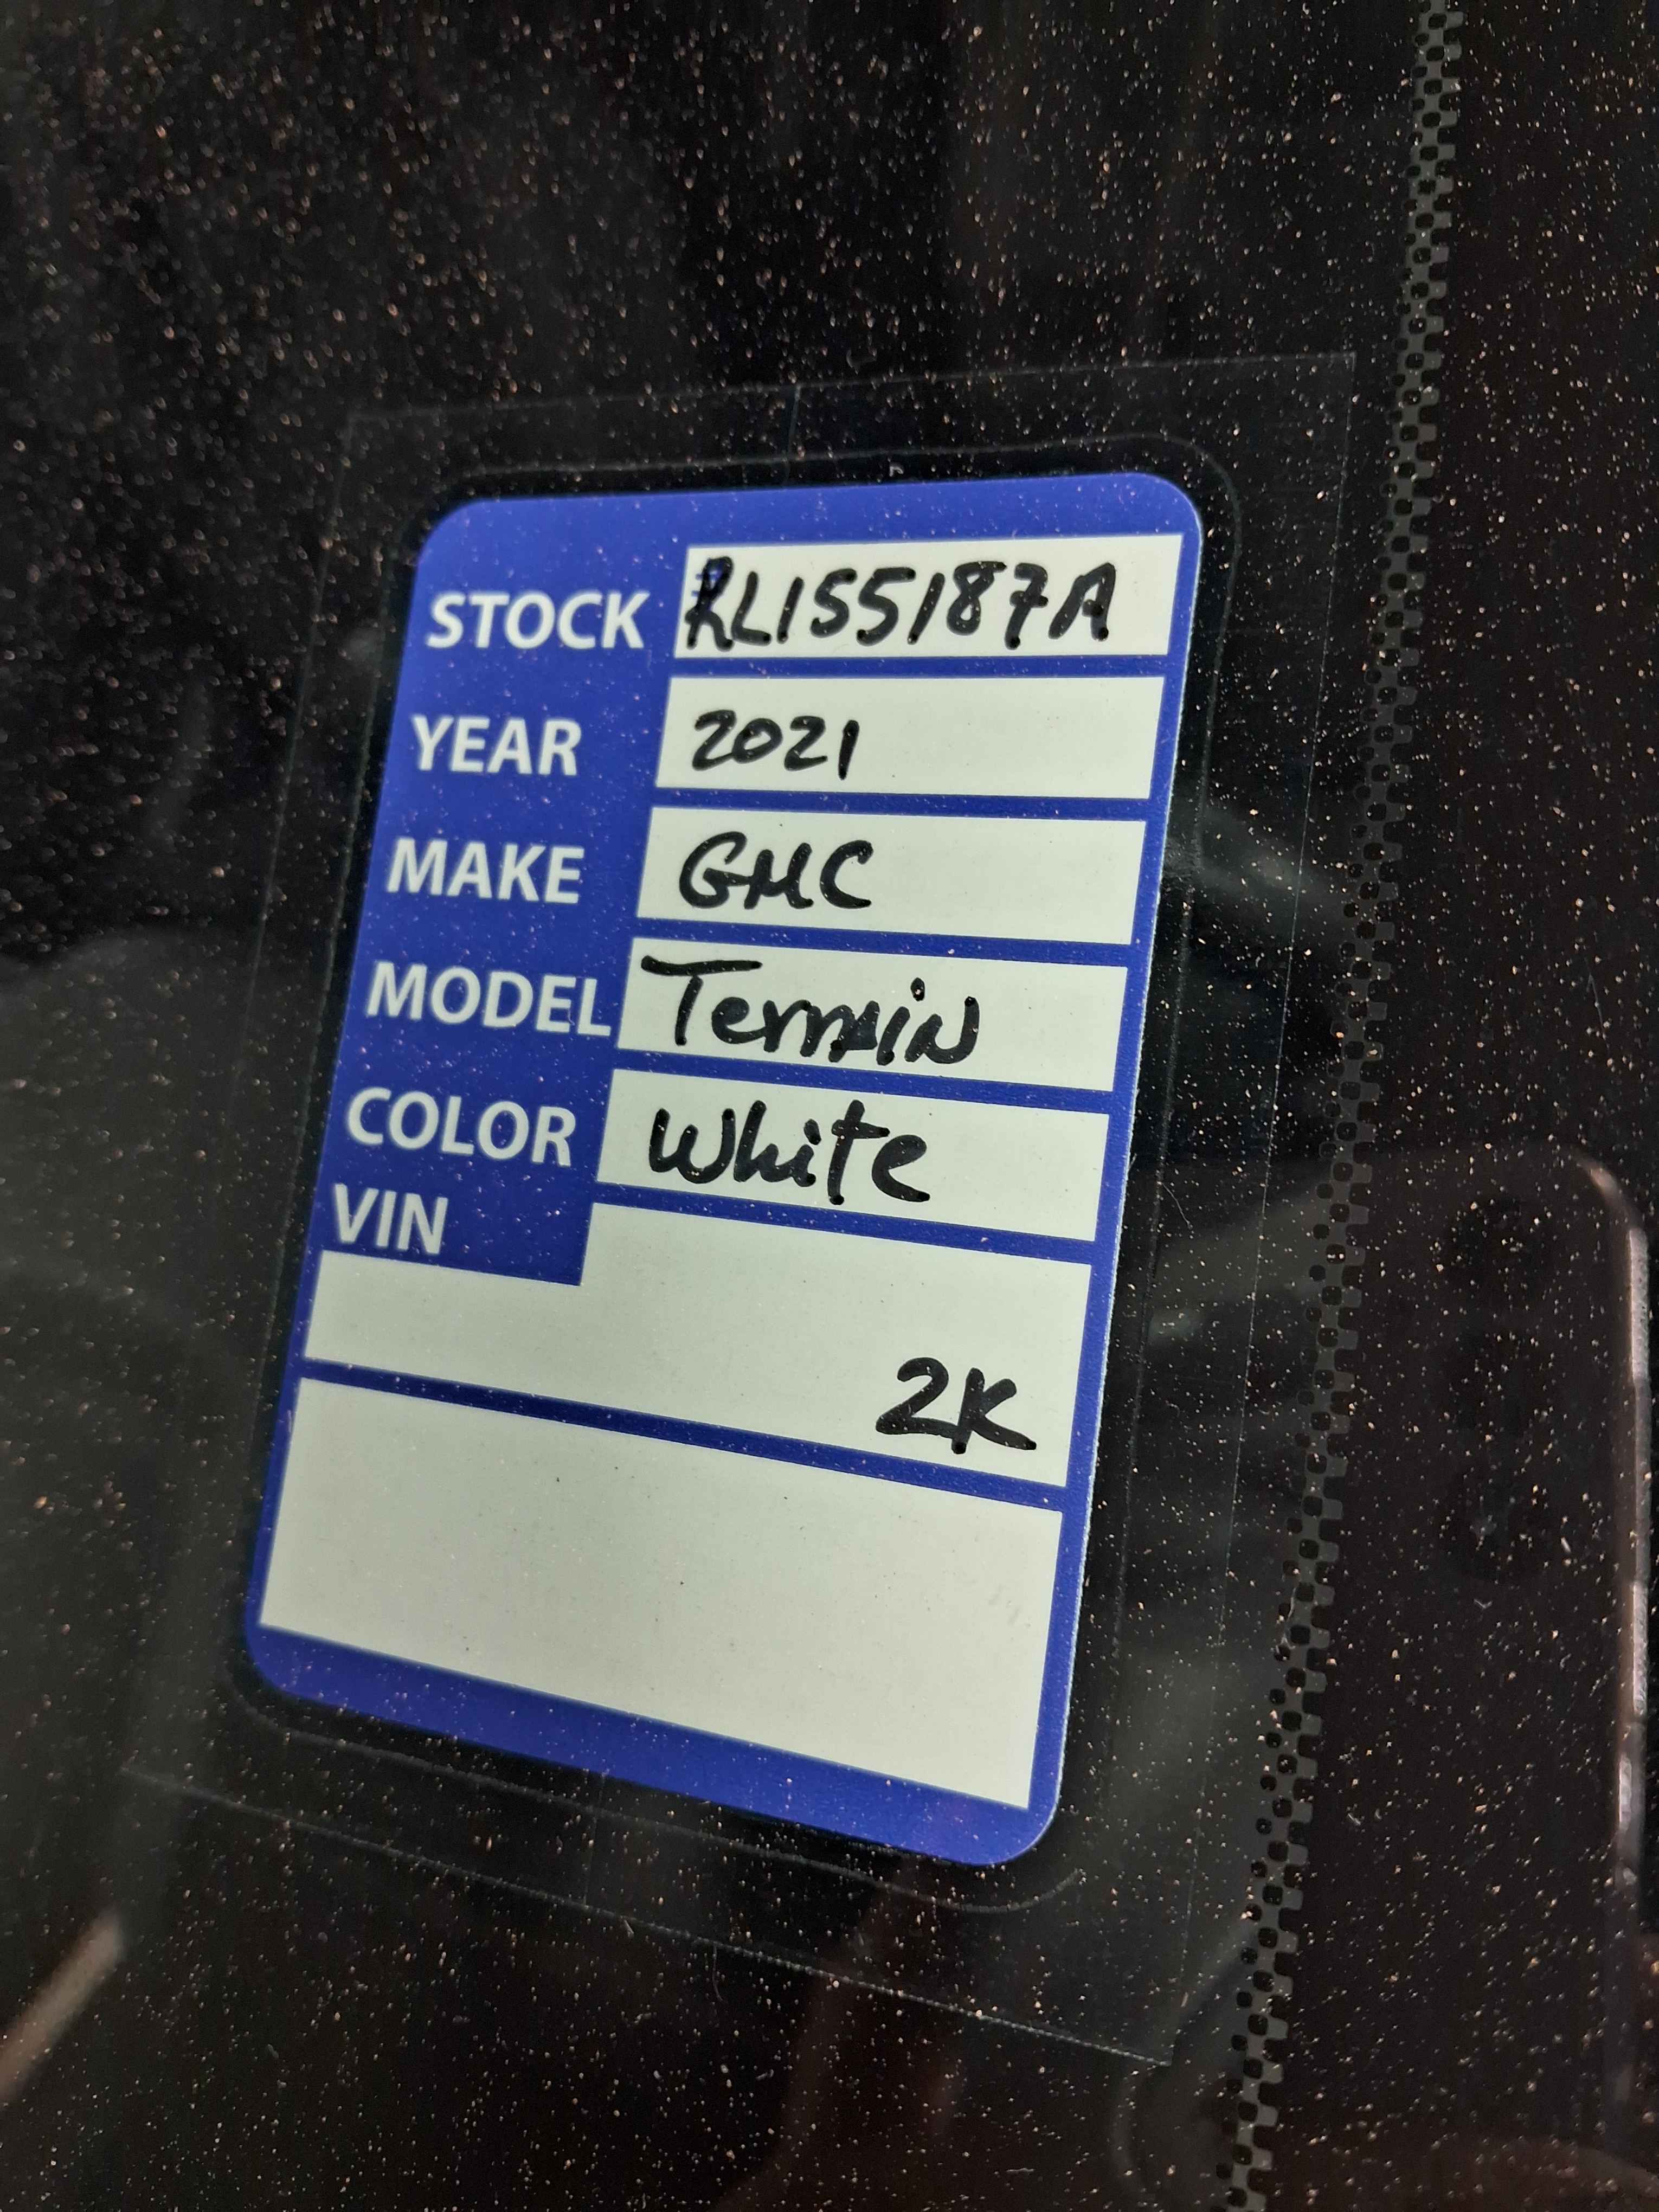 STOCK RL155187A
YEAR 2021
MAKE GMC
MODEL Terrain
COLOR White
VIN
2K